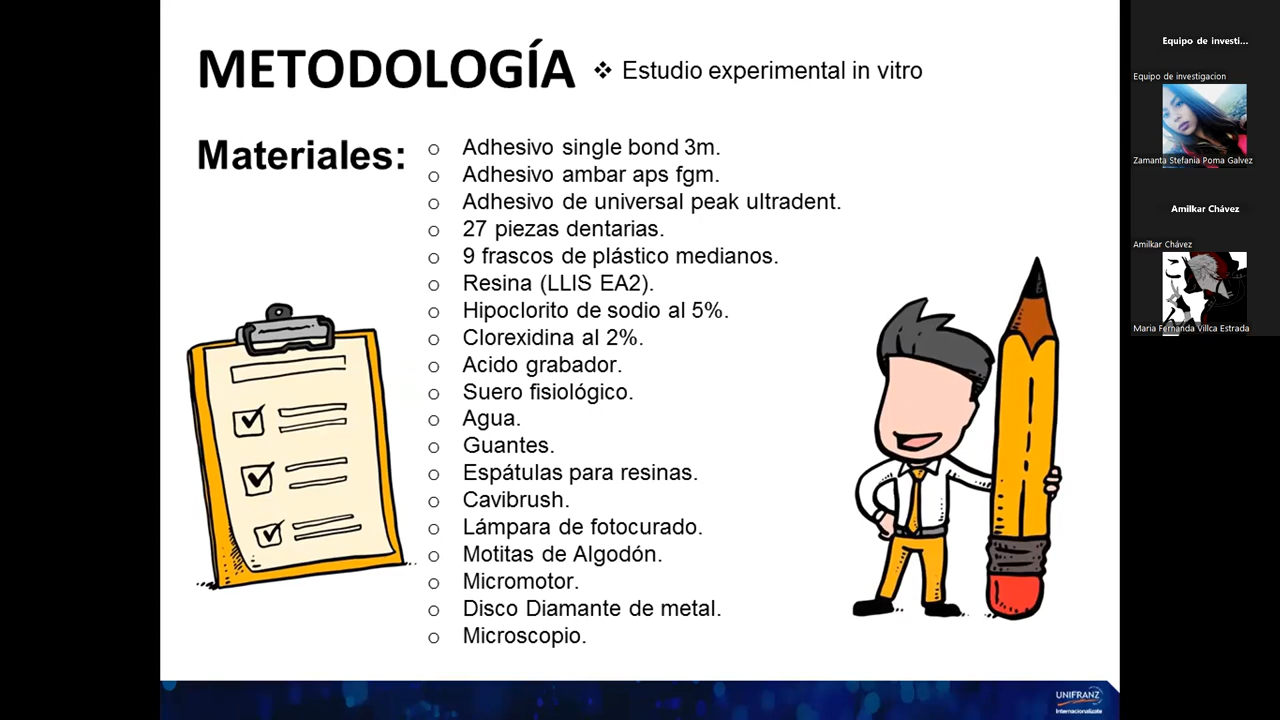 METODOLOGÍA
❖ Estudio experimental in vitro
Materiales:
o Adhesivo single bond 3m.
o Adhesivo ambar aps fgm.
o Adhesivo de universal peak ultradent.
o 27 piezas dentarias.
o 9 frascos de plástico medianos.
o Resina (LLIS EA2).
o Hipoclorito de sodio al 5%.
o Clorexidina al 2%.
o Acido grabador.
o Suero fisiológico.
o Agua.
o Guantes.
o Espátulas para resinas.
o Cavibrush.
o Lámpara de fotocurado.
o Motitas de Algodón.
o Micromotor.
o Disco Diamante de metal.
o Microscopio.
UNIFRANZ
Internacionalízate
Equipo de investi...
Equipo de investigacion
Zamanta Stefania Poma Galvez
Amilkar Chávez
Amilkar Chávez
Maria Fernanda Villca Estrada